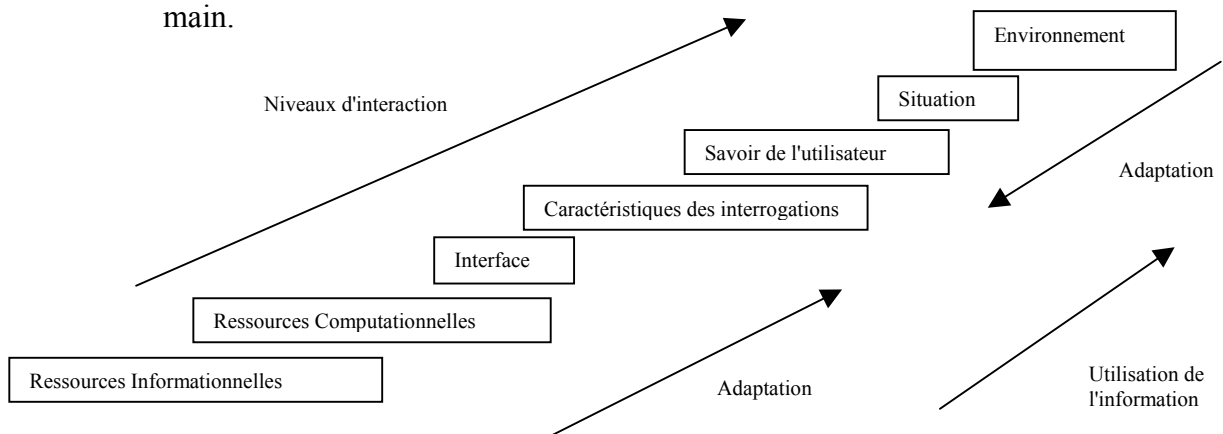 main.
Environnement
Niveaux d'interaction
Situation
Savoir de l'utilisateur
Adaptation
Caractéristiques des interrogations
Interface
Ressources Computationnelles
Ressources Informationnelles
Adaptation
Utilisation de
l'information